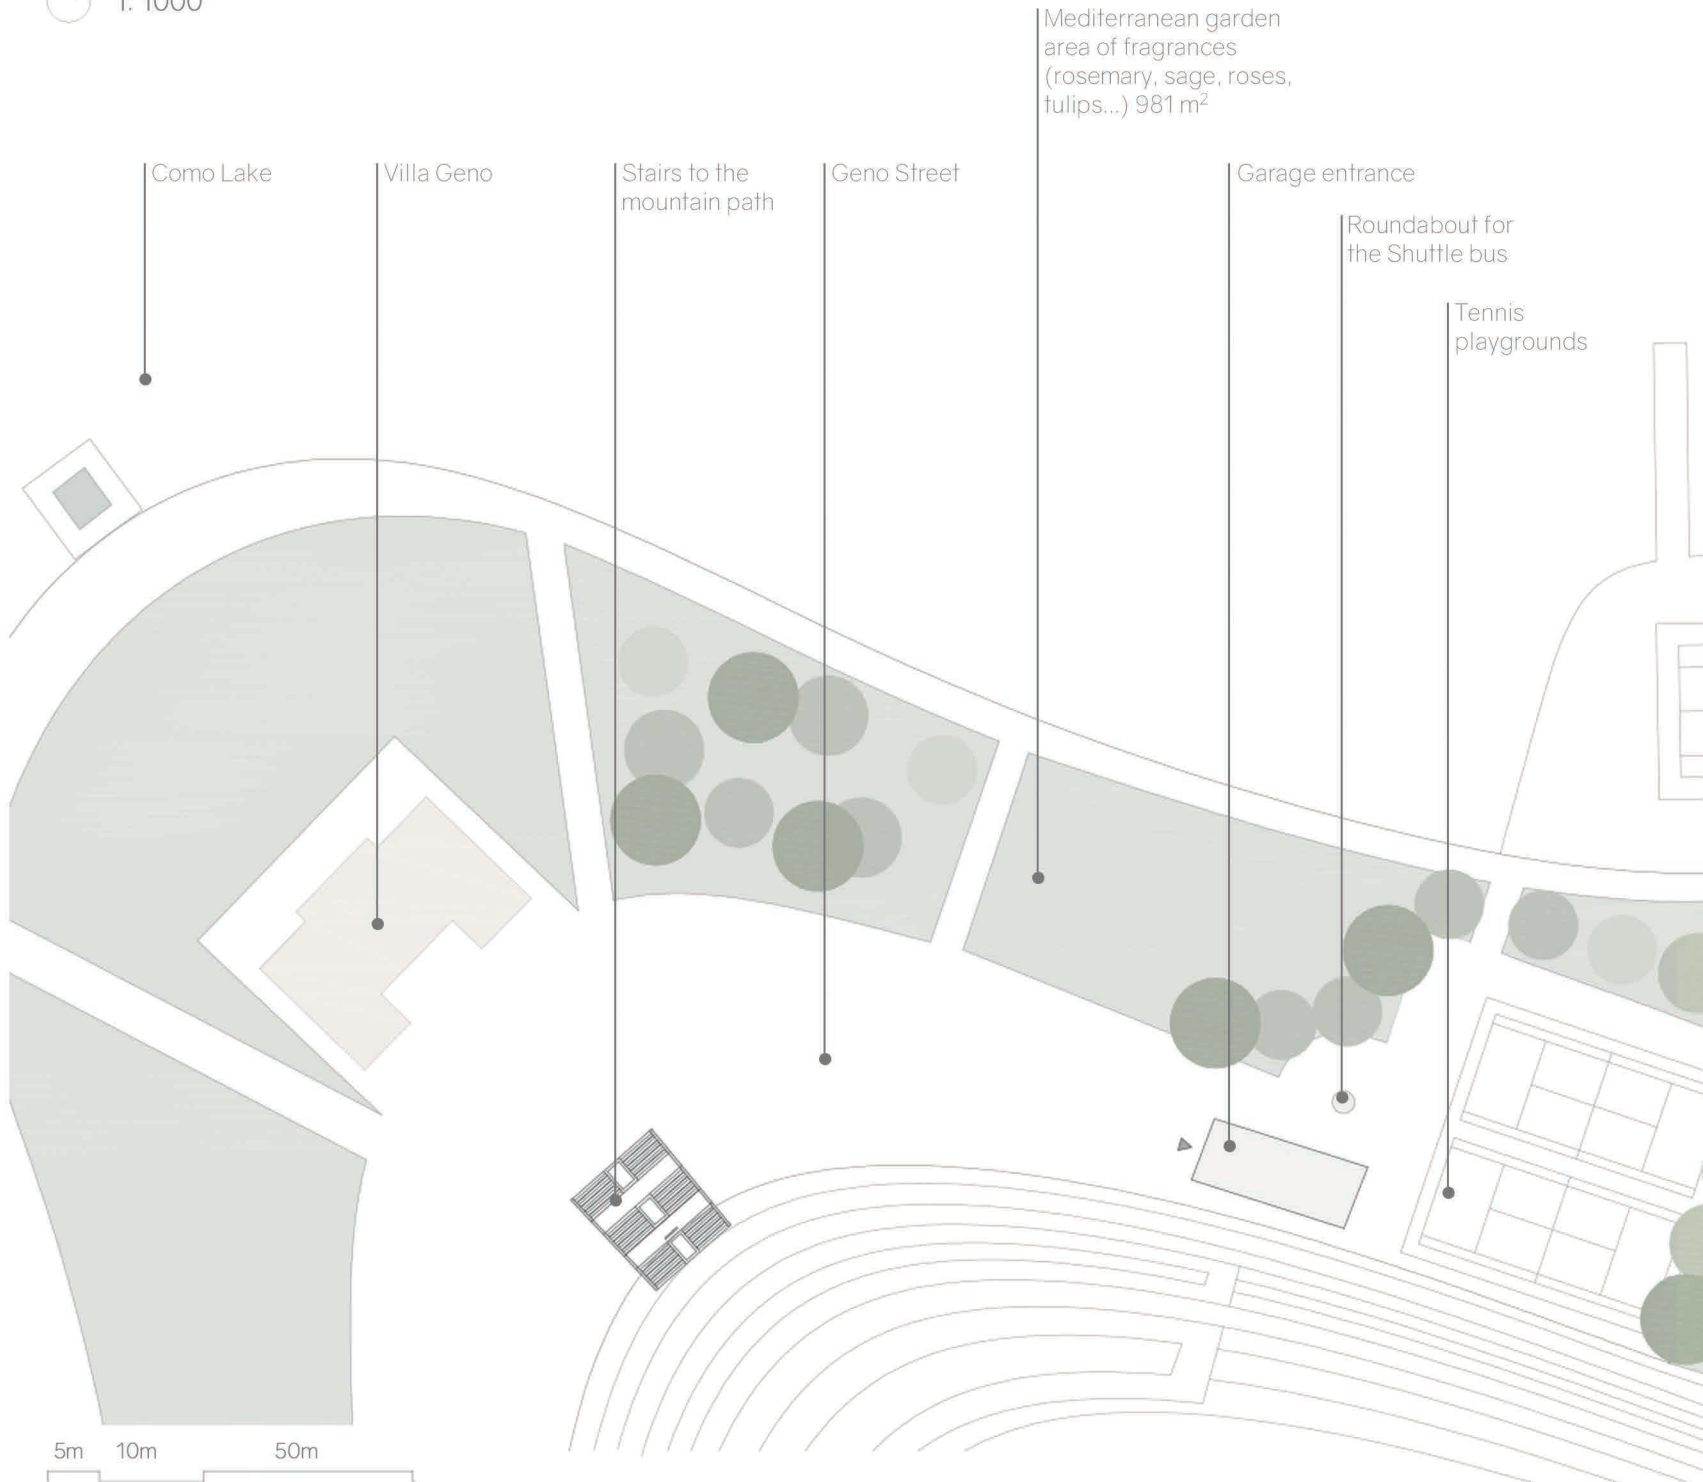 1: 1000
Mediterranean garden
area of fragrances
(rosemary, sage, roses,
tulips...) 981 m²
Como Lake
Villa Geno
Stairs to the
mountain path
Geno Street
Garage entrance
Roundabout for
the Shuttle bus
Tennis
playgrounds
5m 10m 50m